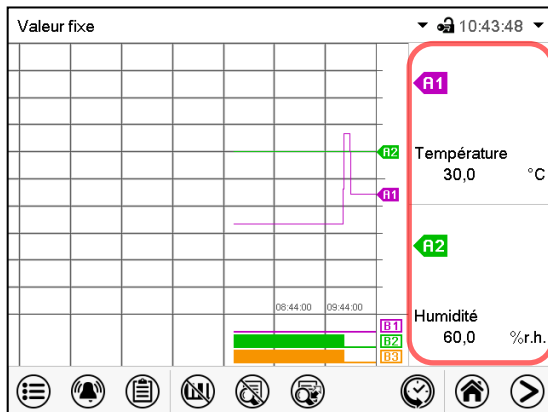 Valeur fixe 10:43:48
A1
A2
Température
30,0 °C
A1
A2
08:44:00 09:44:00
Humidité
B1
60,0 %r.h.
B2
B3